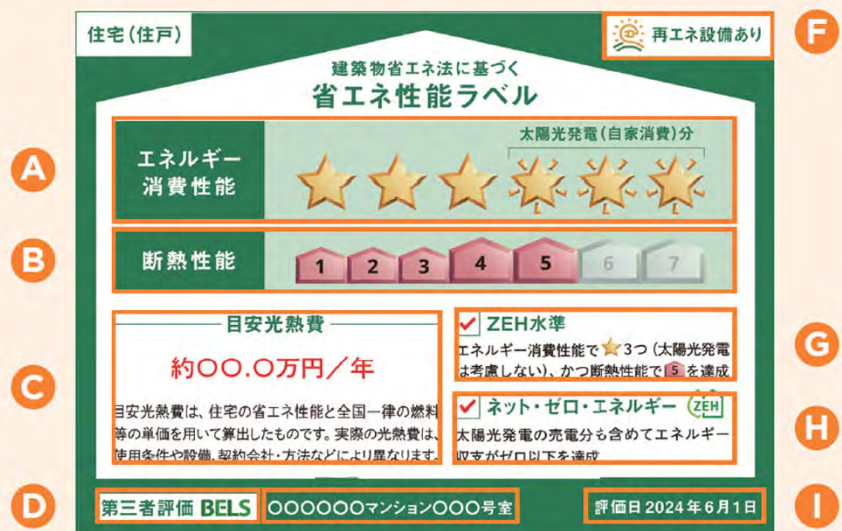 住宅(住戸)
再エネ設備あり
F
建築物省エネ法に基づく
省エネ性能ラベル
A
エネルギー
消費性能
太陽光発電(自家消費)分
B
断熱性能
1 2 3 4 5 6 7
C
目安光熱費
約〇〇.〇万円/年
目安光熱費は、住宅の省エネ性能と全国一律の燃料
等の単価を用いて算出したものです。実際の光熱費は、
使用条件や設備、契約会社・方法などにより異なります。
ZEH水準
エネルギー消費性能で 3つ(太陽光発電
は考慮しない)、かつ断熱性能で 5 を達成
G
ネット・ゼロ・エネルギー ZEH
太陽光発電の売電分も含めてエネルギー
収支がゼロ以下を達成
H
D
第三者評価 BELS
〇〇〇〇〇〇マンション〇〇〇号室
評価日2024年6月1日
I